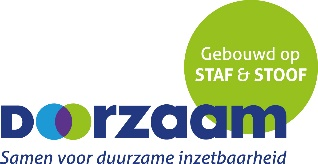 Gebouwd op
STAF & STOOF
DOORZaam
Samen voor duurzame inzetbaarheid